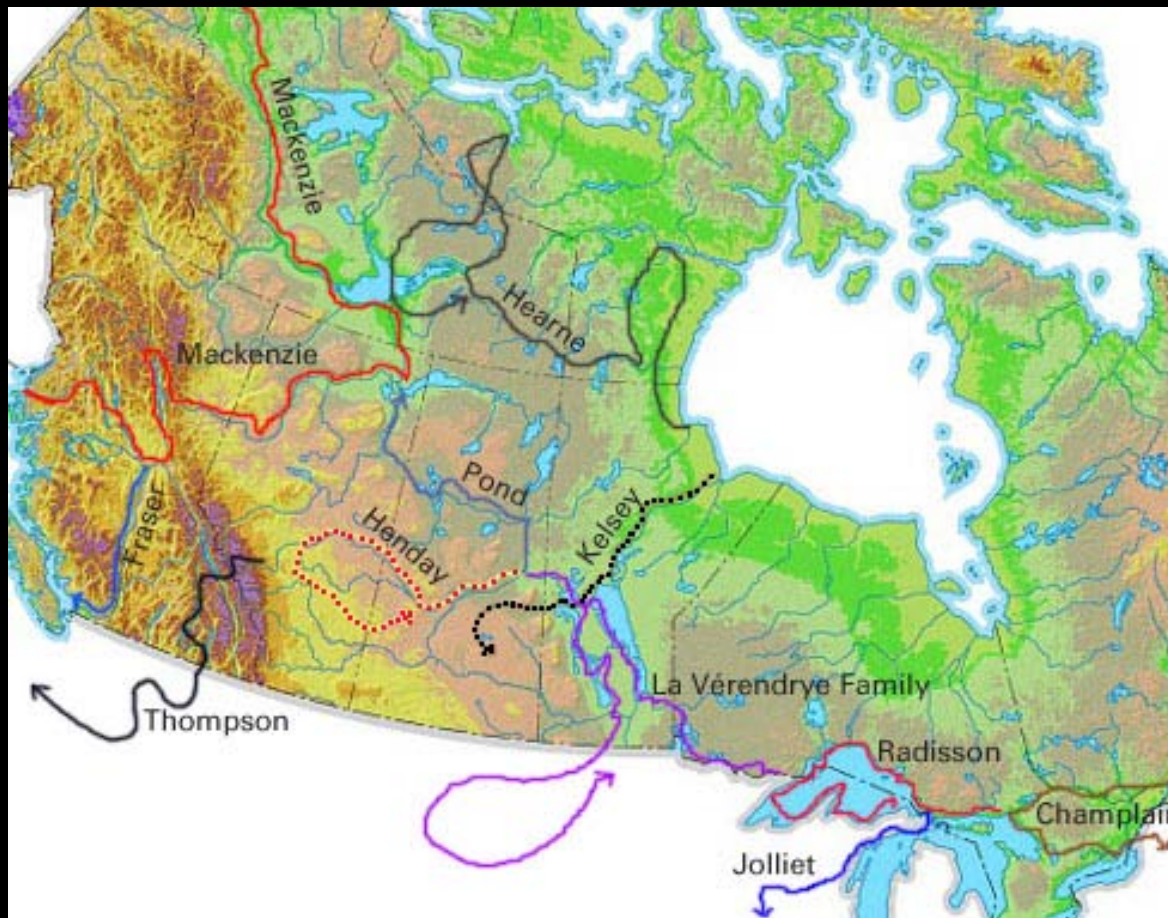 Mackenzie
Hearne
Mackenzie
Pond
Kelsey
Fraser
Henday
La Vérendrye Family
Thompson
Radisson
Champlain
Jolliet